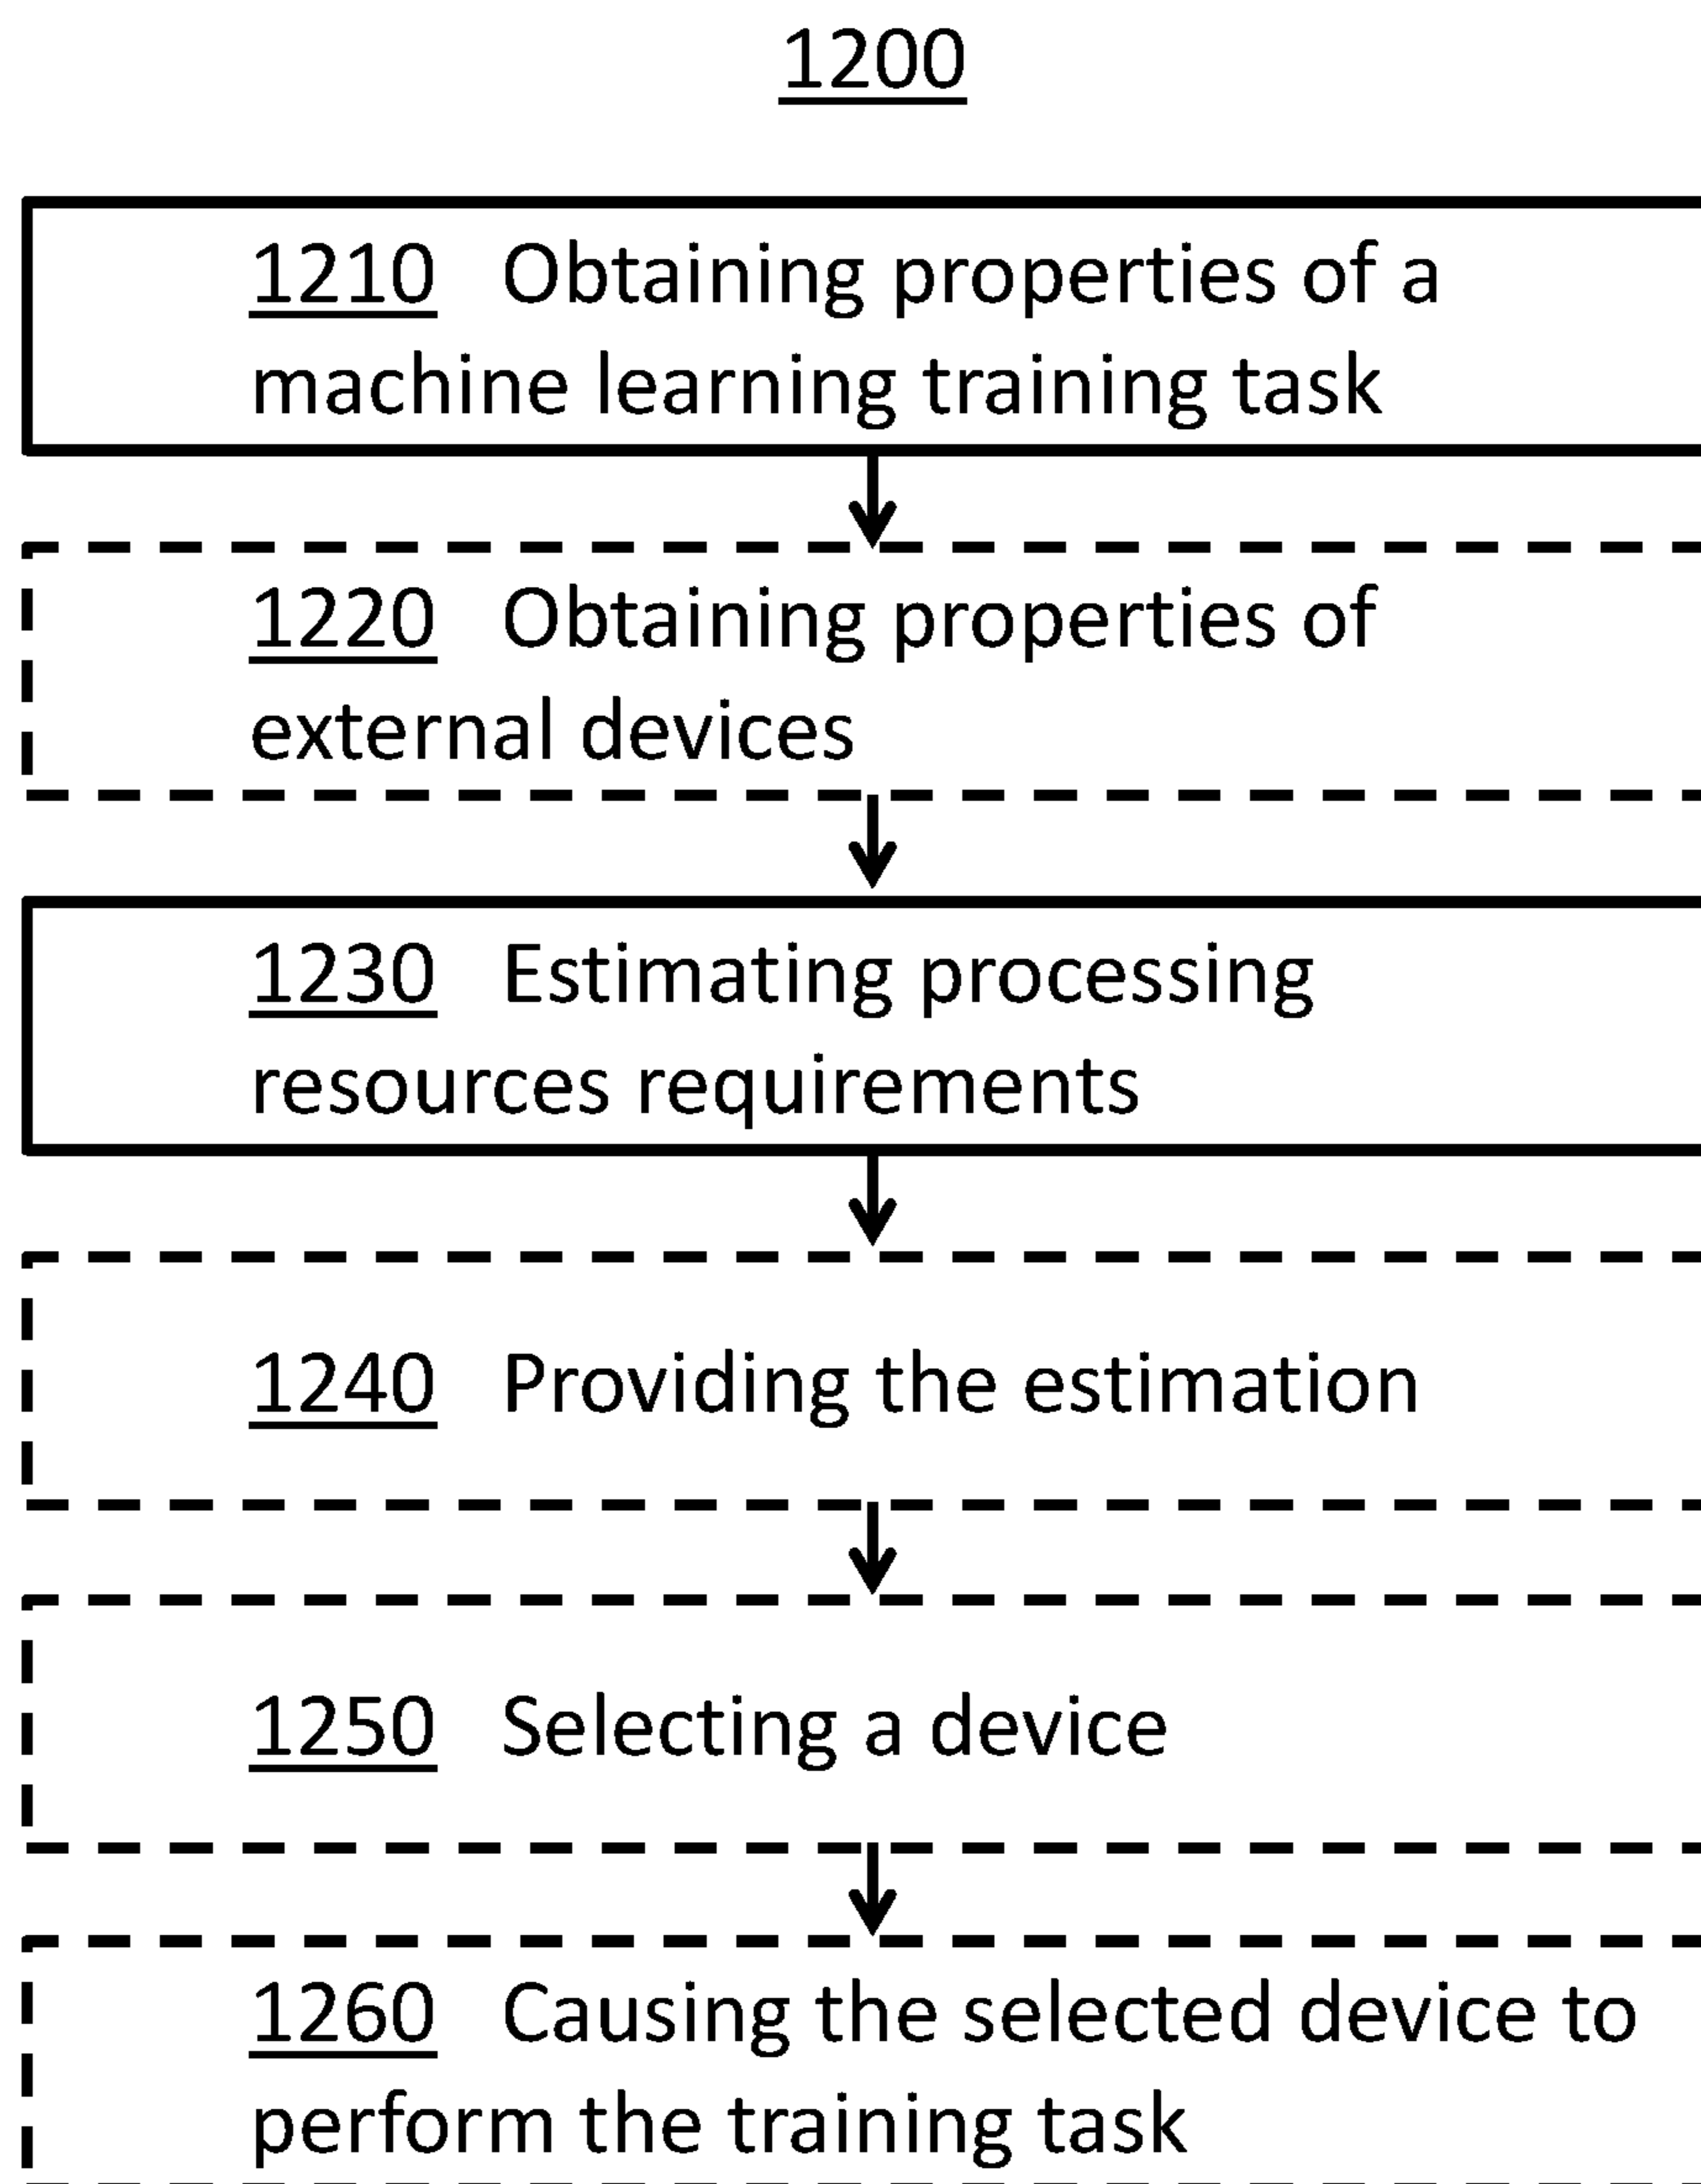 1200
1210 Obtaining properties of a
machine learning training task
1220 Obtaining properties of
external devices
1230 Estimating processing
resources requirements
1240 Providing the estimation
1250 Selecting a device
1260 Causing the selected device to
perform the training task